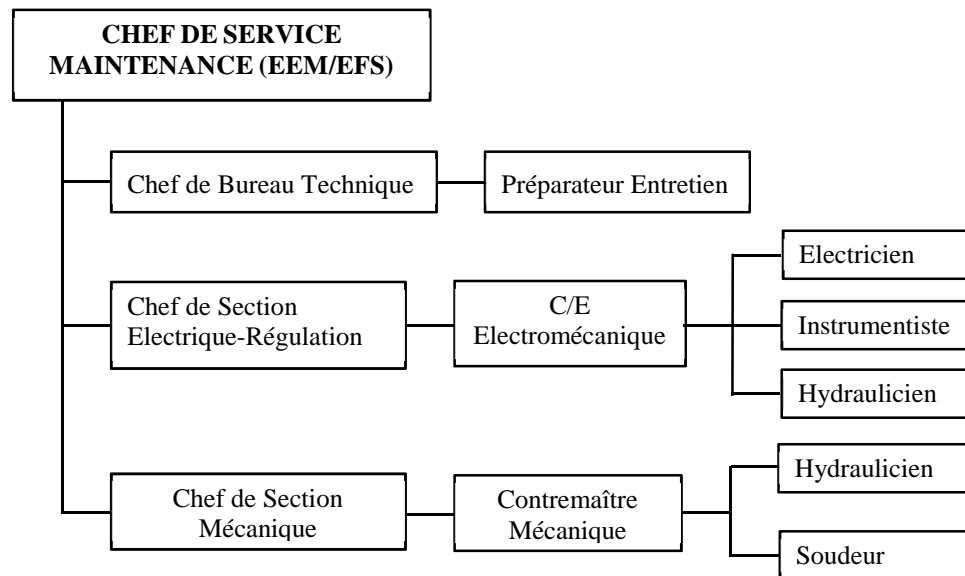 CHEF DE SERVICE
MAINTENANCE (EEM/EFS)
Chef de Bureau Technique
Préparateur Entretien
Chef de Section
Electrique-Régulation
C/E
Electromécanique
Electricien
Instrumentiste
Hydraulicien
Chef de Section
Mécanique
Contremaître
Mécanique
Hydraulicien
Soudeur